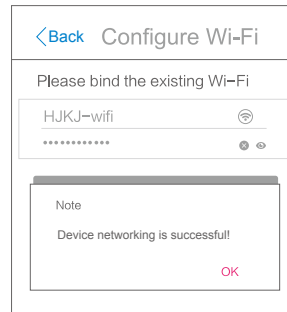 Back Configure Wi-Fi
Please bind the existing Wi-Fi
HJKJ-wifi
************
Note
Device networking is successful!
OK